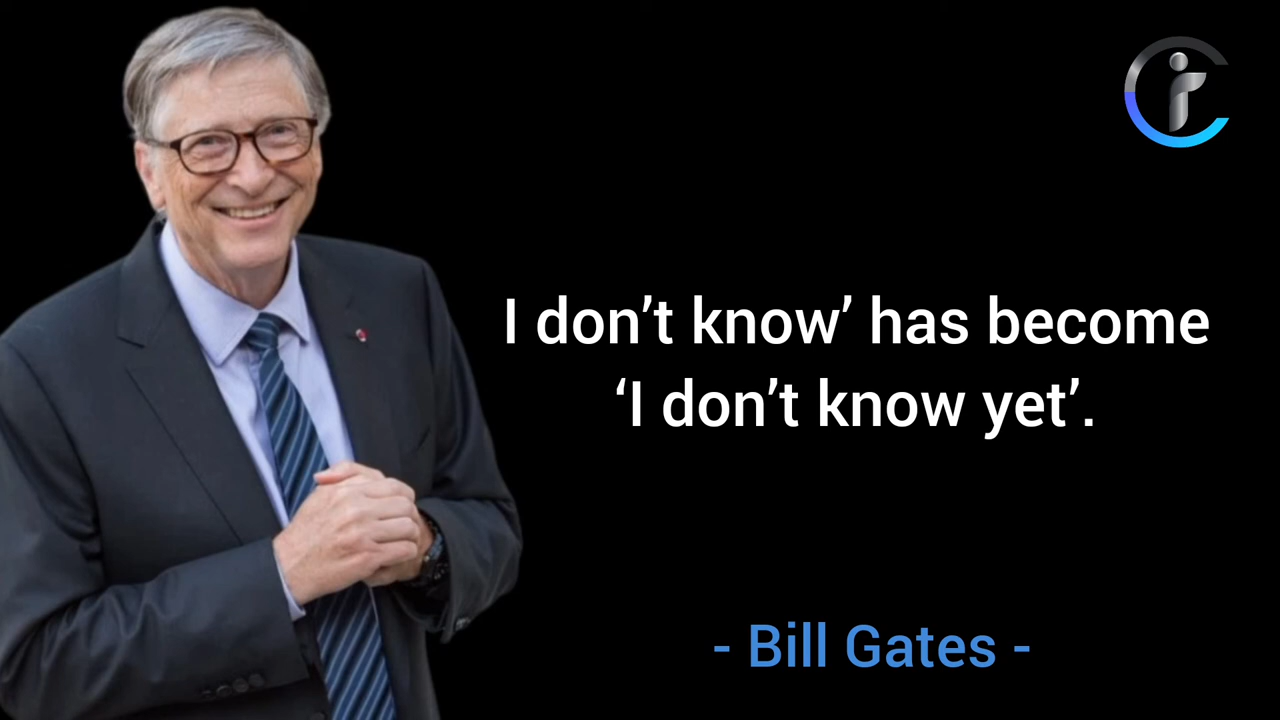 I don’t know’ has become
‘I don’t know yet’.
- Bill Gates -